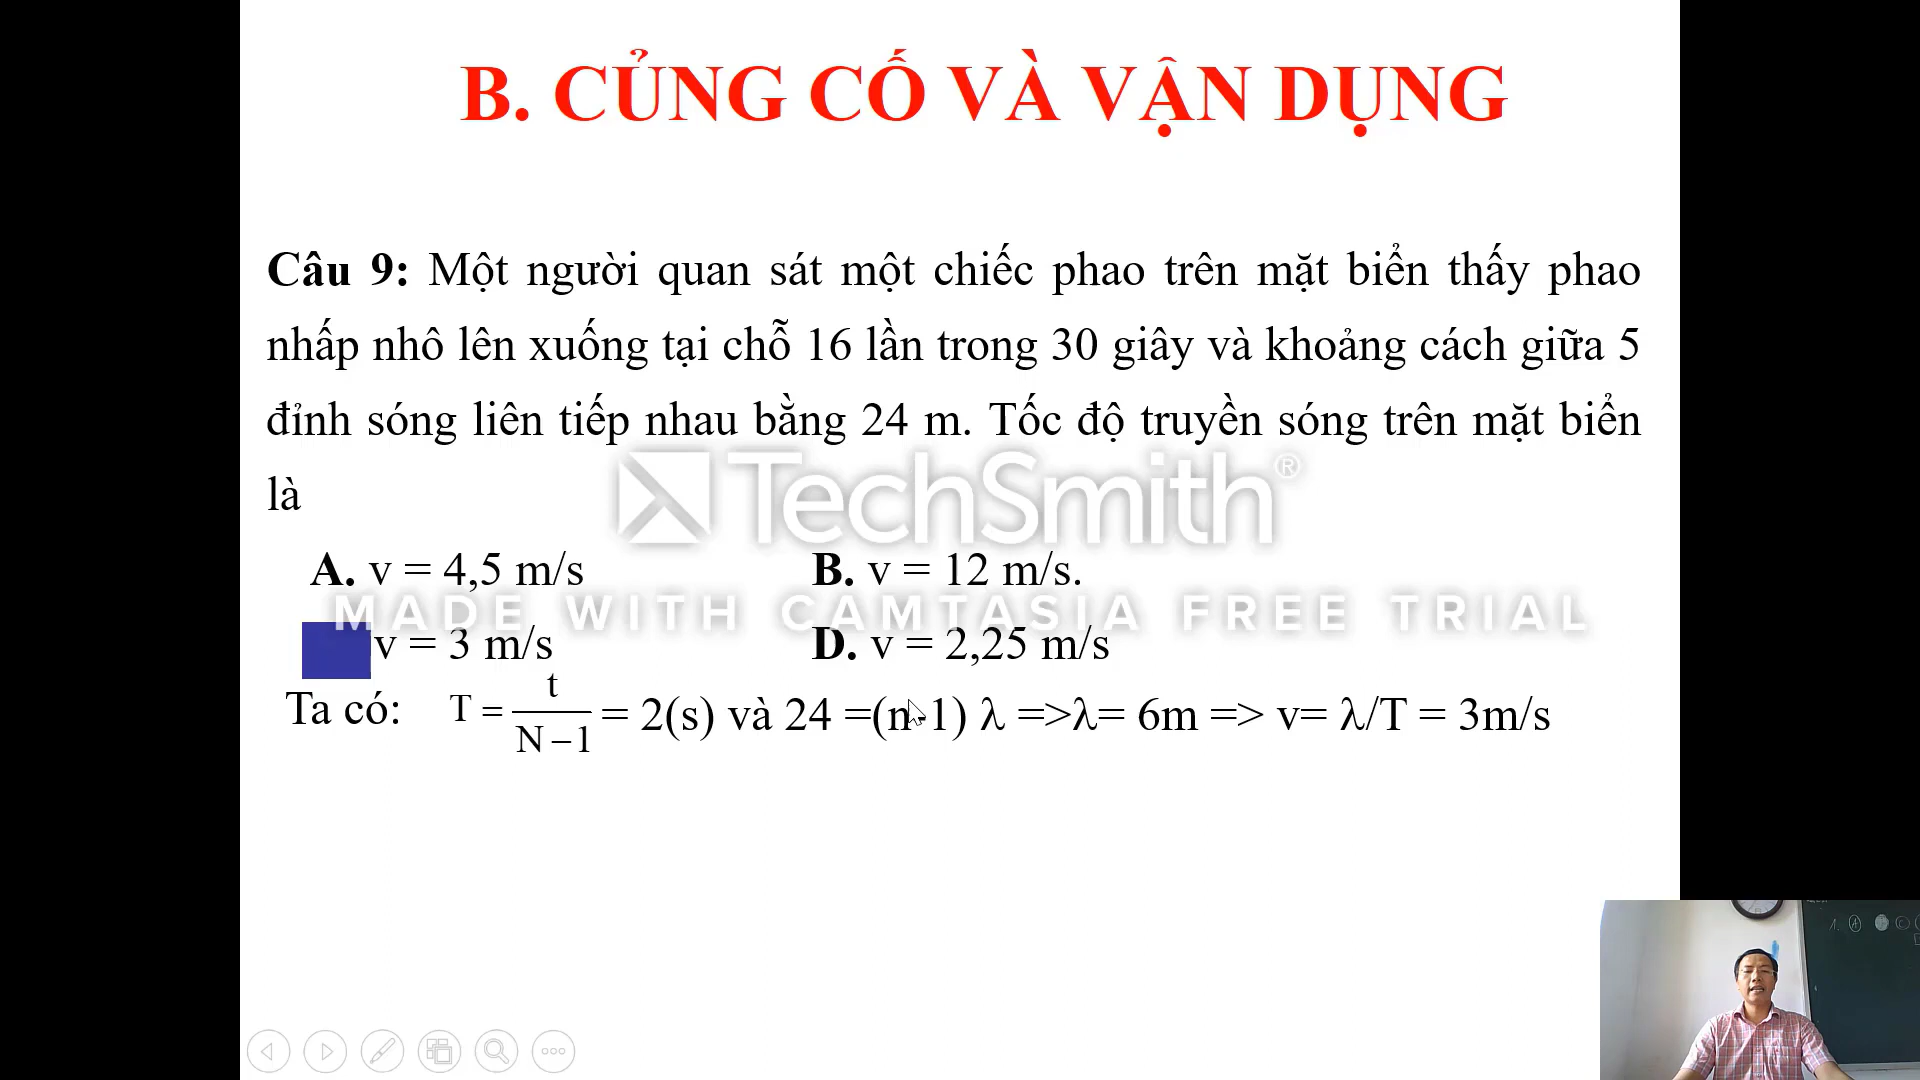 B. CỦNG CỐ VÀ VẬN DỤNG
Câu 9: Một người quan sát một chiếc phao trên mặt biển thấy phao
nhấp nhô lên xuống tại chỗ 16 lần trong 30 giây và khoảng cách giữa 5
đỉnh sóng liên tiếp nhau bằng 24 m. Tốc độ truyền sóng trên mặt biển
là
TechSmith®
A. v = 4,5 m/s B. v = 12 m/s.
MADE WITH CAMTASIA FREE TRIAL
v = 3 m/s D. v = 2,25 m/s
Ta có: T = t / (N – 1) = 2(s) và 24 =(n-1) λ =>λ= 6m => v= λ/T = 3m/s